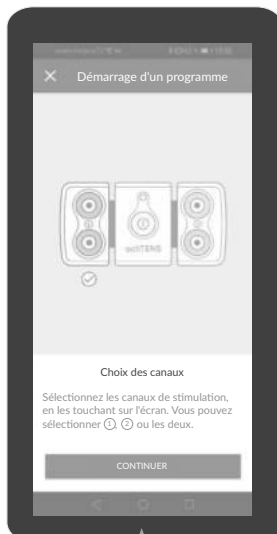 Démarrage d'un programme
actiTENS
Choix des canaux
Sélectionnez les canaux de stimulation,
en les touchant sur l'écran. Vous pouvez
sélectionner ①, ② ou les deux.
CONTINUER